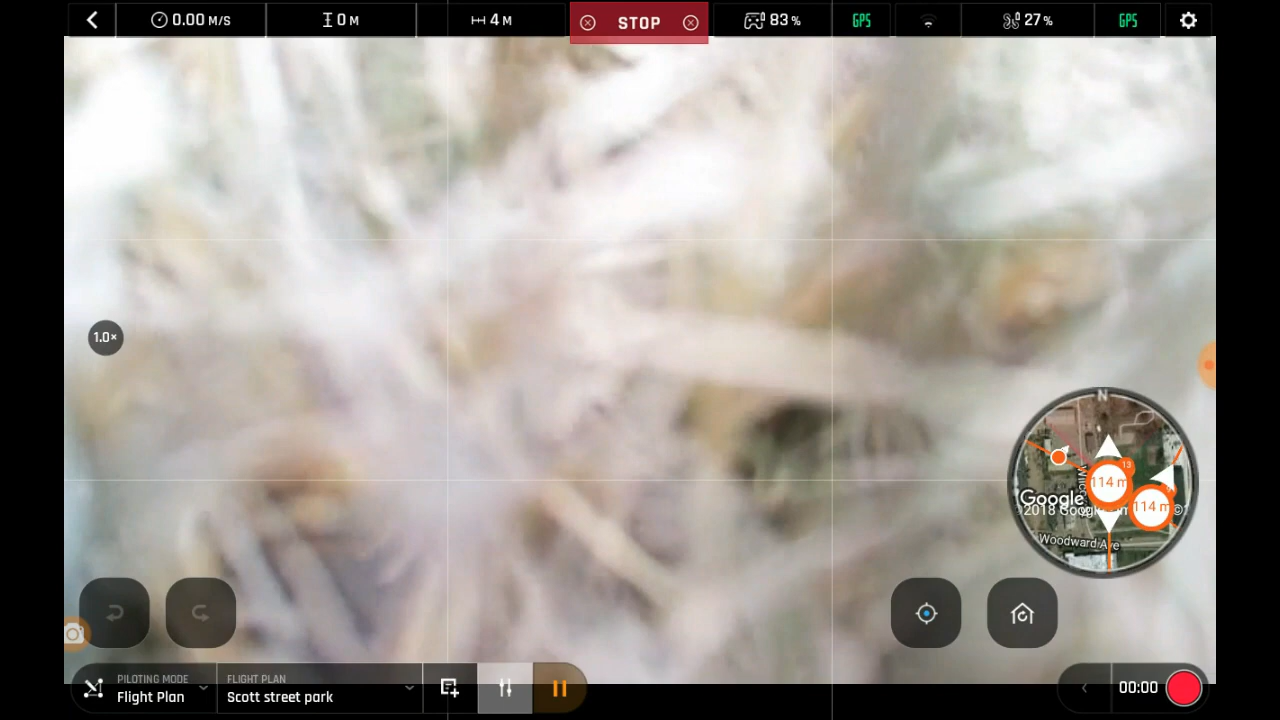 0.00 M/S
0 M
4 M
STOP
83 %
GPS
27 %
GPS
1.0×
N
13
114 m
114 m
Google
Woodward Ave
PILOTING MODE
Flight Plan
FLIGHT PLAN
Scott street park
00:00